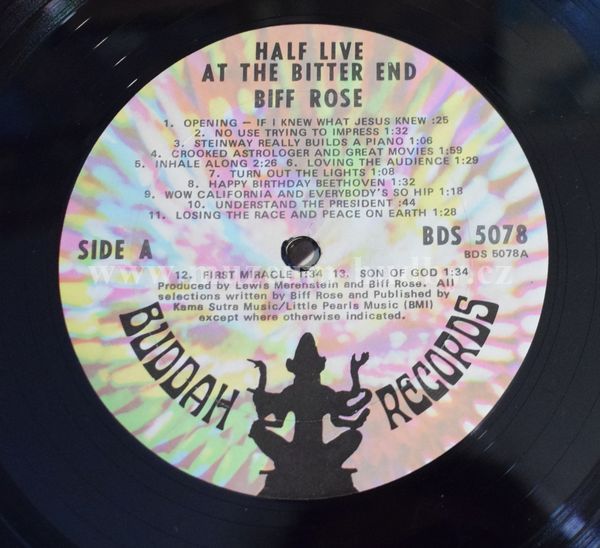 HALF LIVE
AT THE BITTER END
BIFF ROSE
1. OPENING — IF I KNEW WHAT JESUS KNEW :25
2. NO USE TRYING TO IMPRESS 1:32
3. STEINWAY REALLY BUILDS A PIANO 1:06
4. CROOKED ASTROLOGER AND GREAT MOVIES 1:59
5. INHALE ALONG 2:26 6. LOVING THE AUDIENCE 1:29
7. TURN OUT THE LIGHTS 1:08
8. HAPPY BIRTHDAY BEETHOVEN 1:32
9. WOW CALIFORNIA AND EVERYBODY'S SO HIP 1:18
10. UNDERSTAND THE PRESIDENT :44
11. LOSING THE RACE AND PEACE ON EARTH 1:28
SIDE A
BDS 5078
BDS 5078A
12. FIRST MIRACLE 1:34 13. SON OF GOD 1:34
Produced by Lewis Merenstein and Biff Rose. All
selections written by Biff Rose and Published by
Kama Sutra Music/Little Pearls Music (BMI)
except where otherwise indicated.
BUDDAH RECORDS